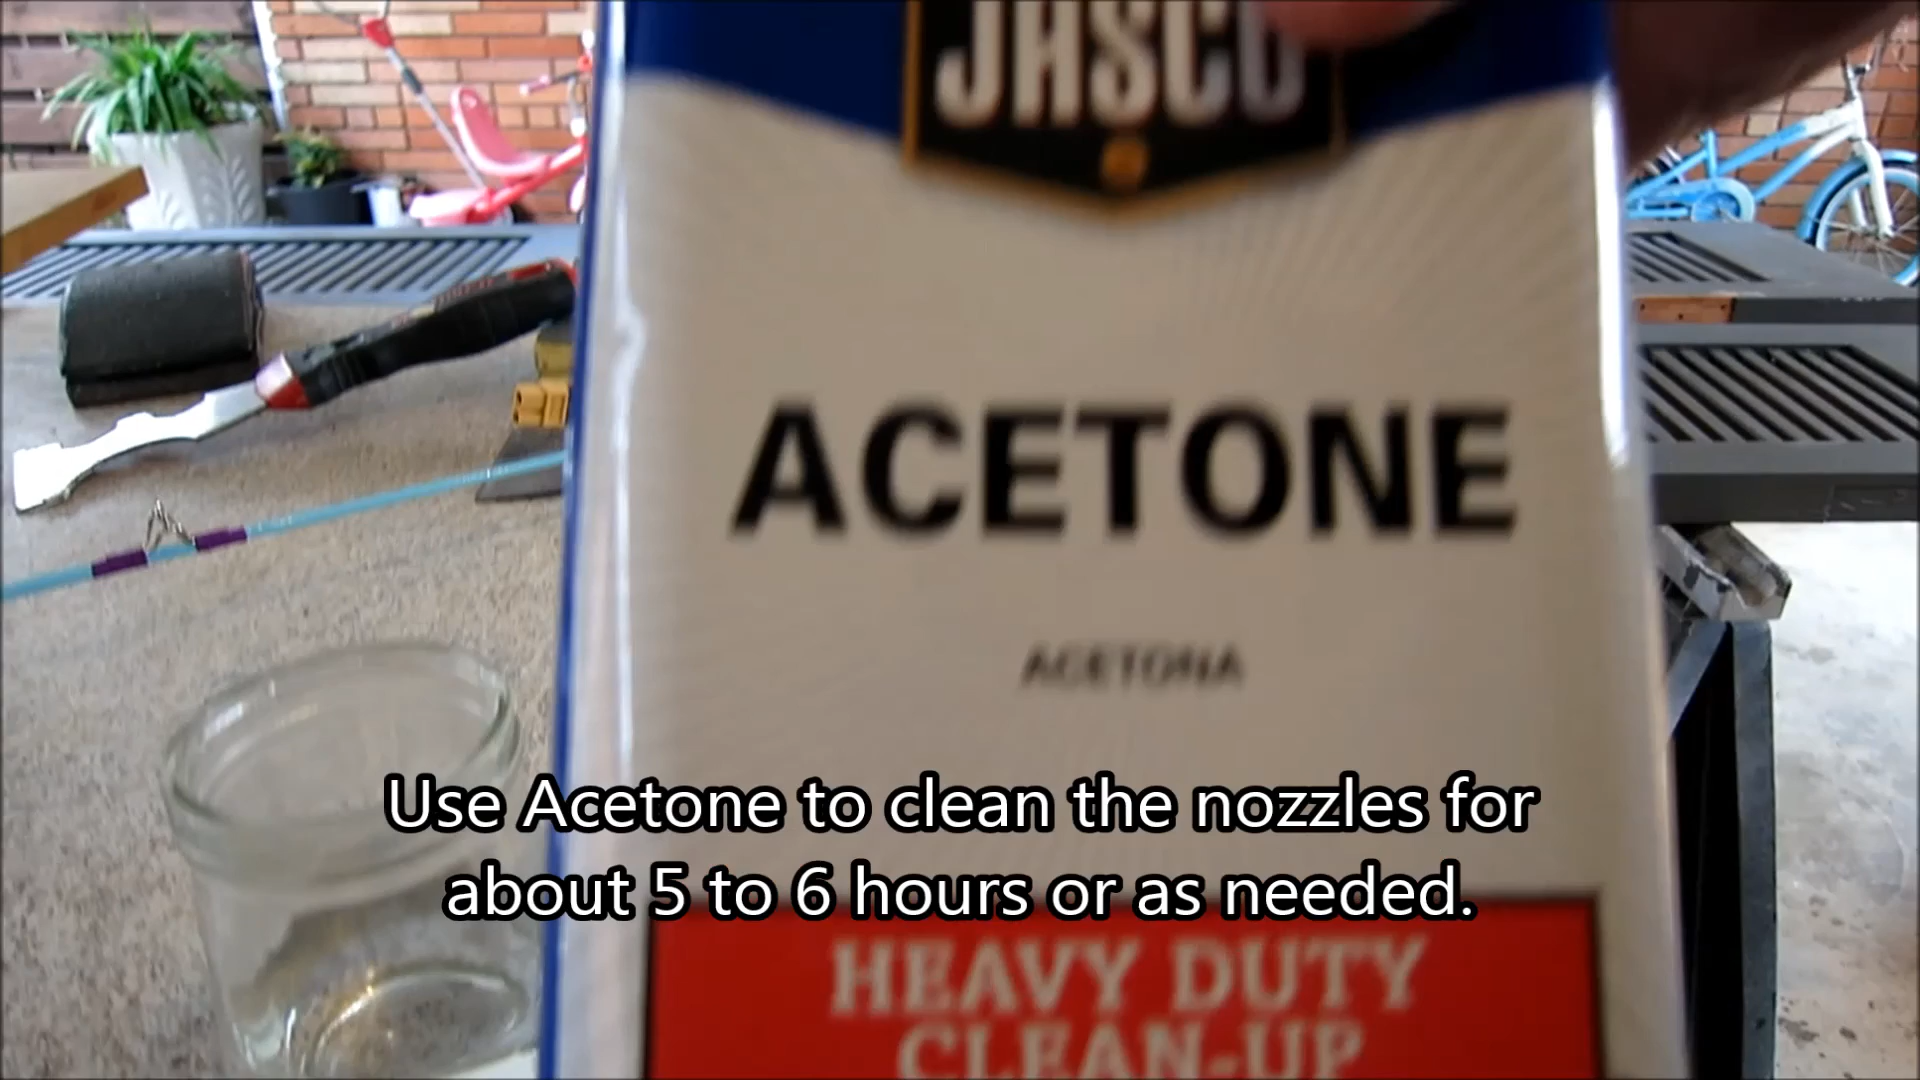 JASCO
ACETONE
ACETONA
Use Acetone to clean the nozzles for
about 5 to 6 hours or as needed.
HEAVY DUTY
CLEAN-UP